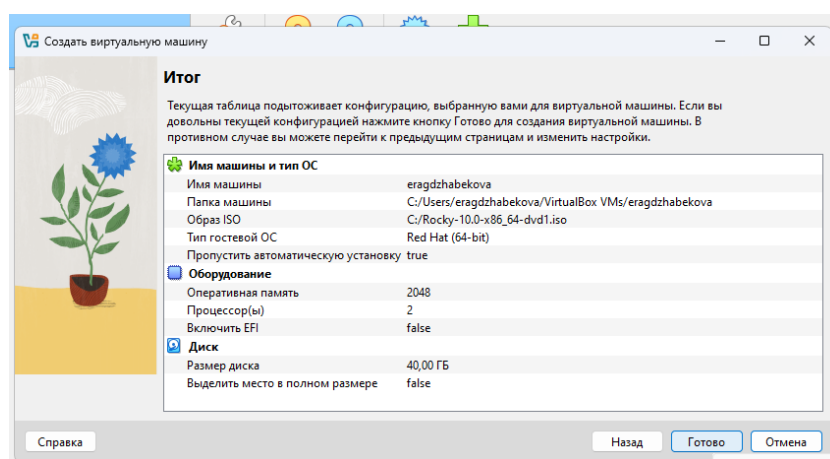 Создать виртуальную машину
Итог
Текущая таблица подытоживает конфигурацию, выбранную вами для виртуальной машины. Если вы
довольны текущей конфигурацией нажмите кнопку Готово для создания виртуальной машины. В
противном случае вы можете перейти к предыдущим страницам и изменить настройки.
Имя машины и тип ОС
Имя машины eragdzhabekova
Папка машины C:/Users/eragdzhabekova/VirtualBox VMs/eragdzhabekova
Образ ISO C:/Rocky-10.0-x86_64-dvd1.iso
Тип гостевой ОС Red Hat (64-bit)
Пропустить автоматическую установку true
Оборудование
Оперативная память 2048
Процессор(ы) 2
Включить EFI false
Диск
Размер диска 40,00 ГБ
Выделить место в полном размере false
Справка Назад Готово Отмена